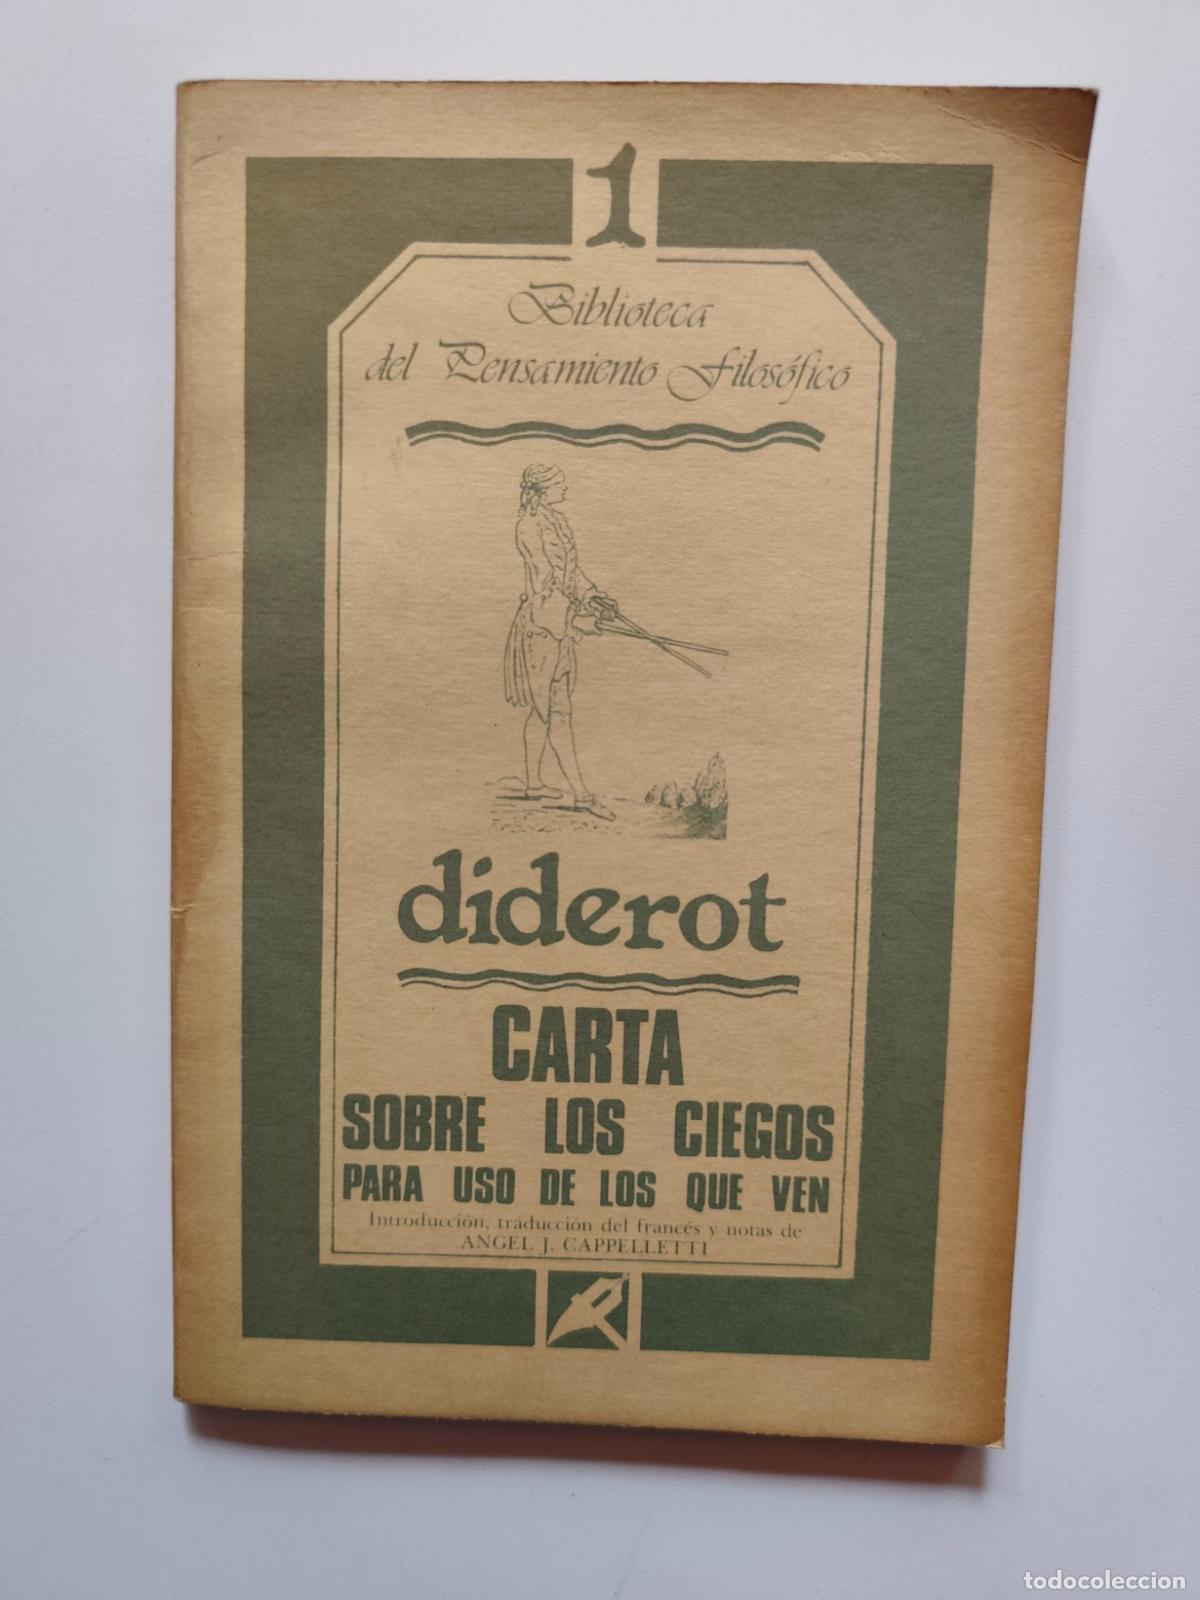 1
Biblioteca
del Pensamiento Filosófico
diderot
CARTA
SOBRE LOS CIEGOS
PARA USO DE LOS QUE VEN
Introducción, traducción del francés y notas de
ANGEL J. CAPPELLETTI
todocoleccion